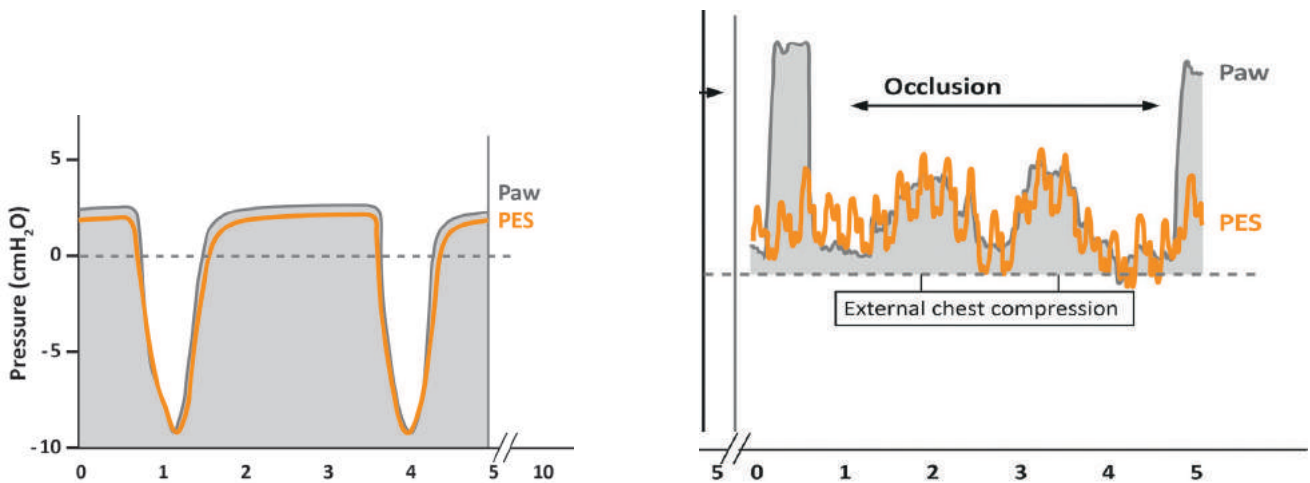 Pressure (cmH₂O)
5
0
-5
-10
Paw
PES
0 1 2 3 4 5 10
Occlusion
Paw
PES
External chest compression
5 0 1 2 3 4 5